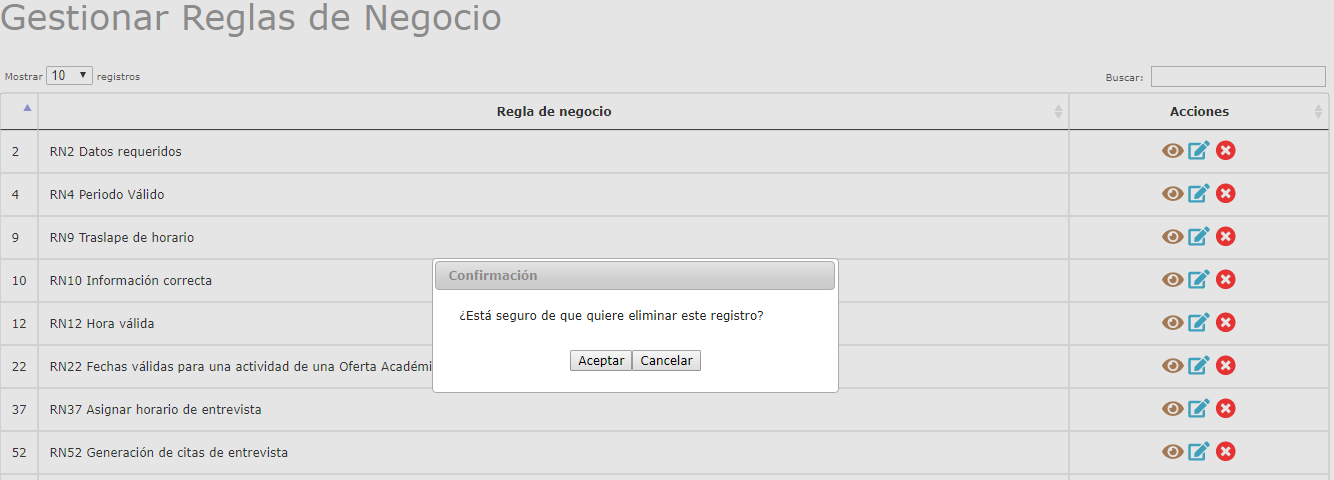 Gestionar Reglas de Negocio
Mostrar 10 registros
Buscar:
Regla de negocio Acciones
2 RN2 Datos requeridos
4 RN4 Periodo Válido
9 RN9 Traslape de horario
10 RN10 Información correcta
12 RN12 Hora válida
22 RN22 Fechas válidas para una actividad de una Oferta Académi
37 RN37 Asignar horario de entrevista
52 RN52 Generación de citas de entrevista
Confirmación
¿Está seguro de que quiere eliminar este registro?
Aceptar Cancelar